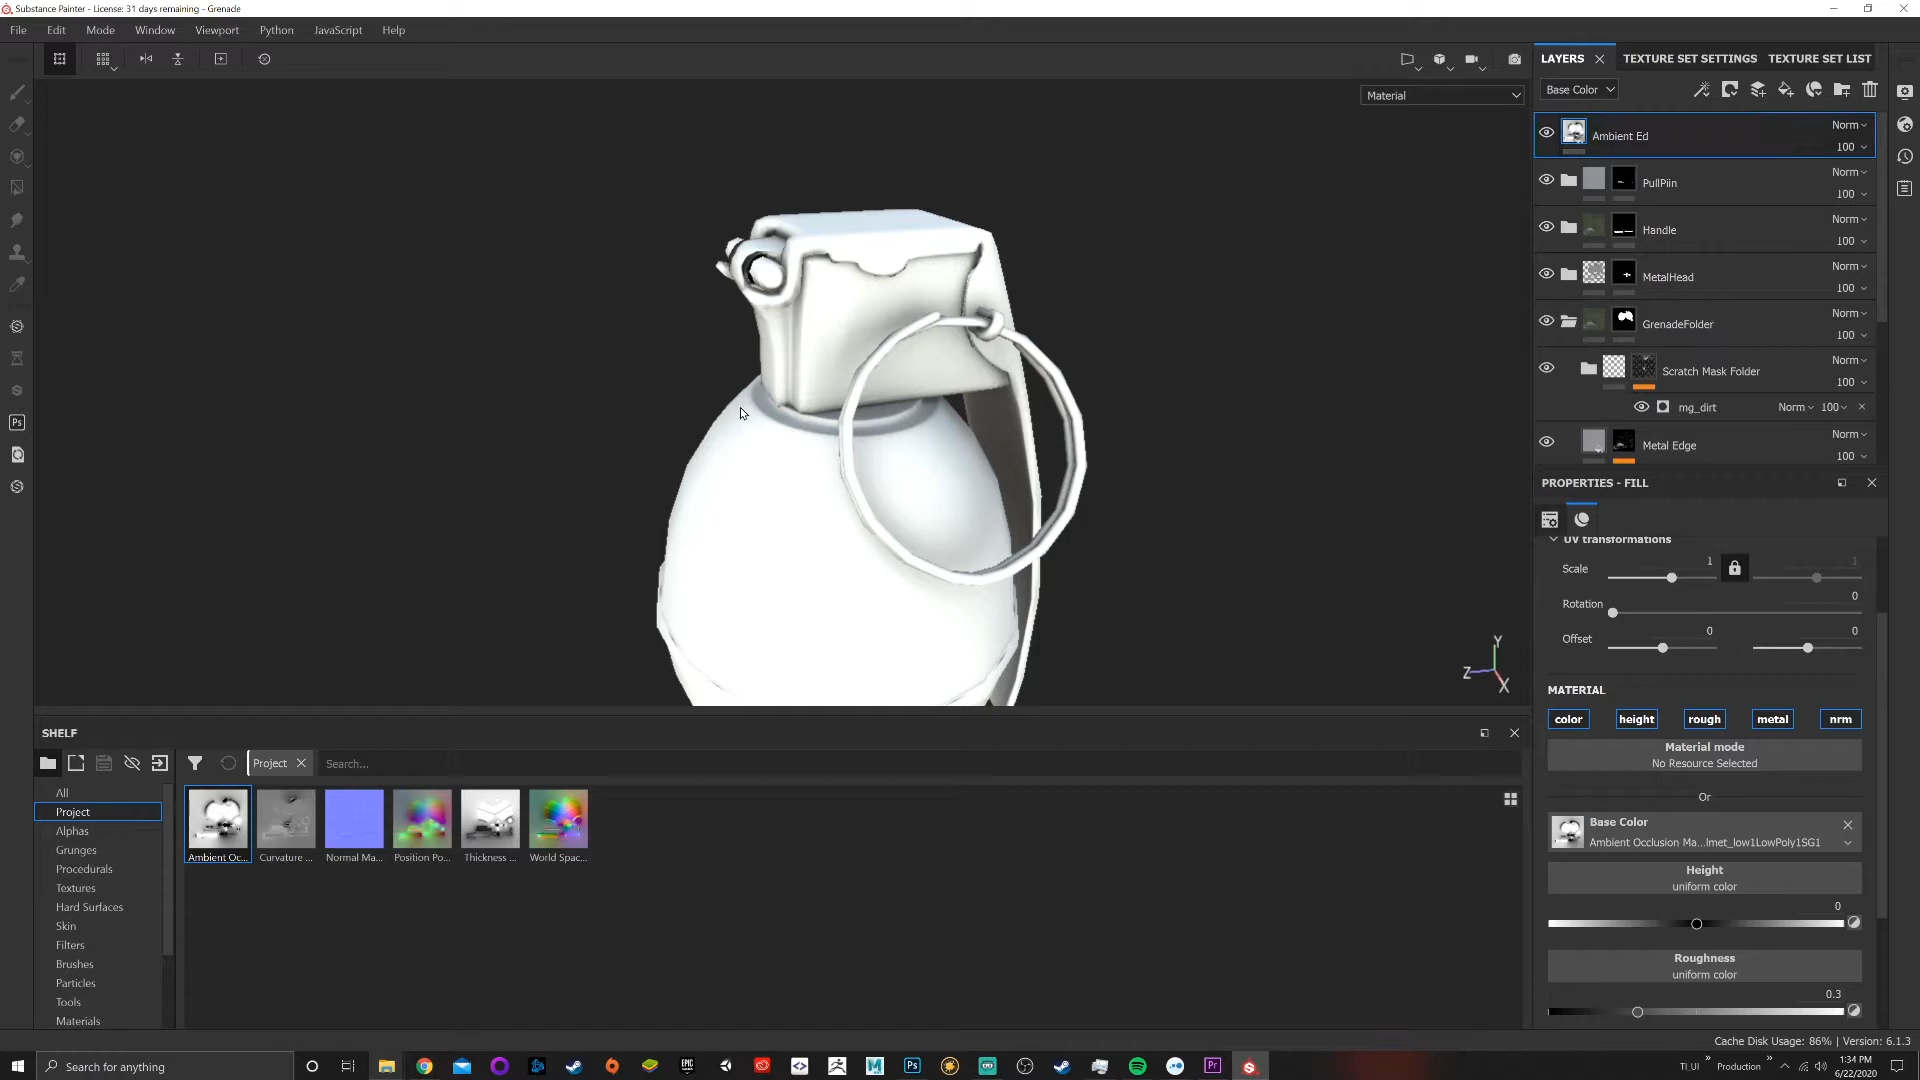 Substance Painter - License: 31 days remaining - Grenade
File Edit Mode Window Viewport Python JavaScript Help
LAYERS
TEXTURE SET SETTINGS
TEXTURE SET LIST
Material
Base Color
Ambient Ed
Norm
100
PullPiin
Norm
100
Handle
Norm
100
MetalHead
Norm
100
GrenadeFolder
Norm
100
Scratch Mask Folder
Norm
100
mg_dirt
Norm
100
Metal Edge
Norm
100
PROPERTIES - FILL
UV transformations
Scale
1
1
Rotation
0
Offset
0
0
MATERIAL
color
height
rough
metal
nrm
Material mode
No Resource Selected
Or
Base Color
Ambient Occlusion Ma...lmet_low1LowPoly1SG1
Height
uniform color
0
Roughness
uniform color
0.3
Y
Z
X
SHELF
Project
Search...
All
Project
Alphas
Grunges
Procedurals
Textures
Hard Surfaces
Skin
Filters
Brushes
Particles
Tools
Materials
Ambient Oc...
Curvature ...
Normal Ma...
Position Po...
Thickness ...
World Spac...
Cache Disk Usage: 86% | Version: 6.1.3
Search for anything
Ps
EPIC
M
Ps
Pr
TI_UI
Production
1:34 PM
6/22/2020